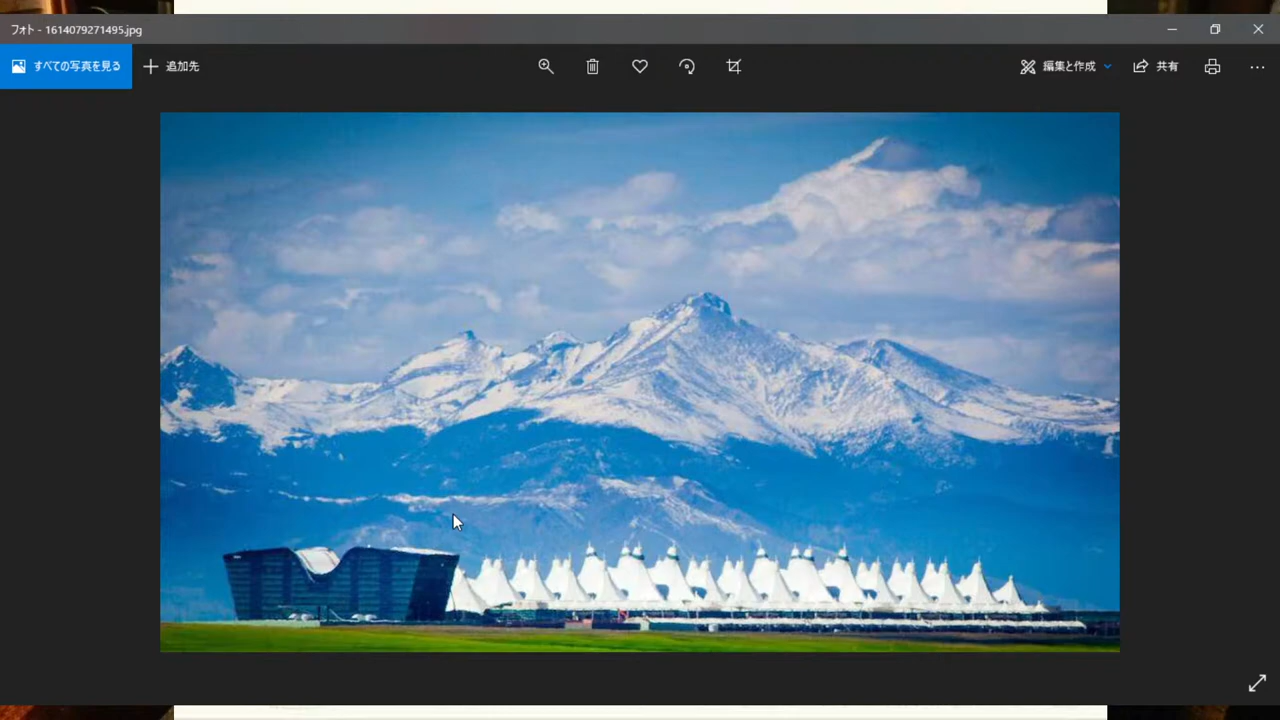 フォト - 1614079271495.jpg
すべての写真を見る
追加先
編集と作成
共有